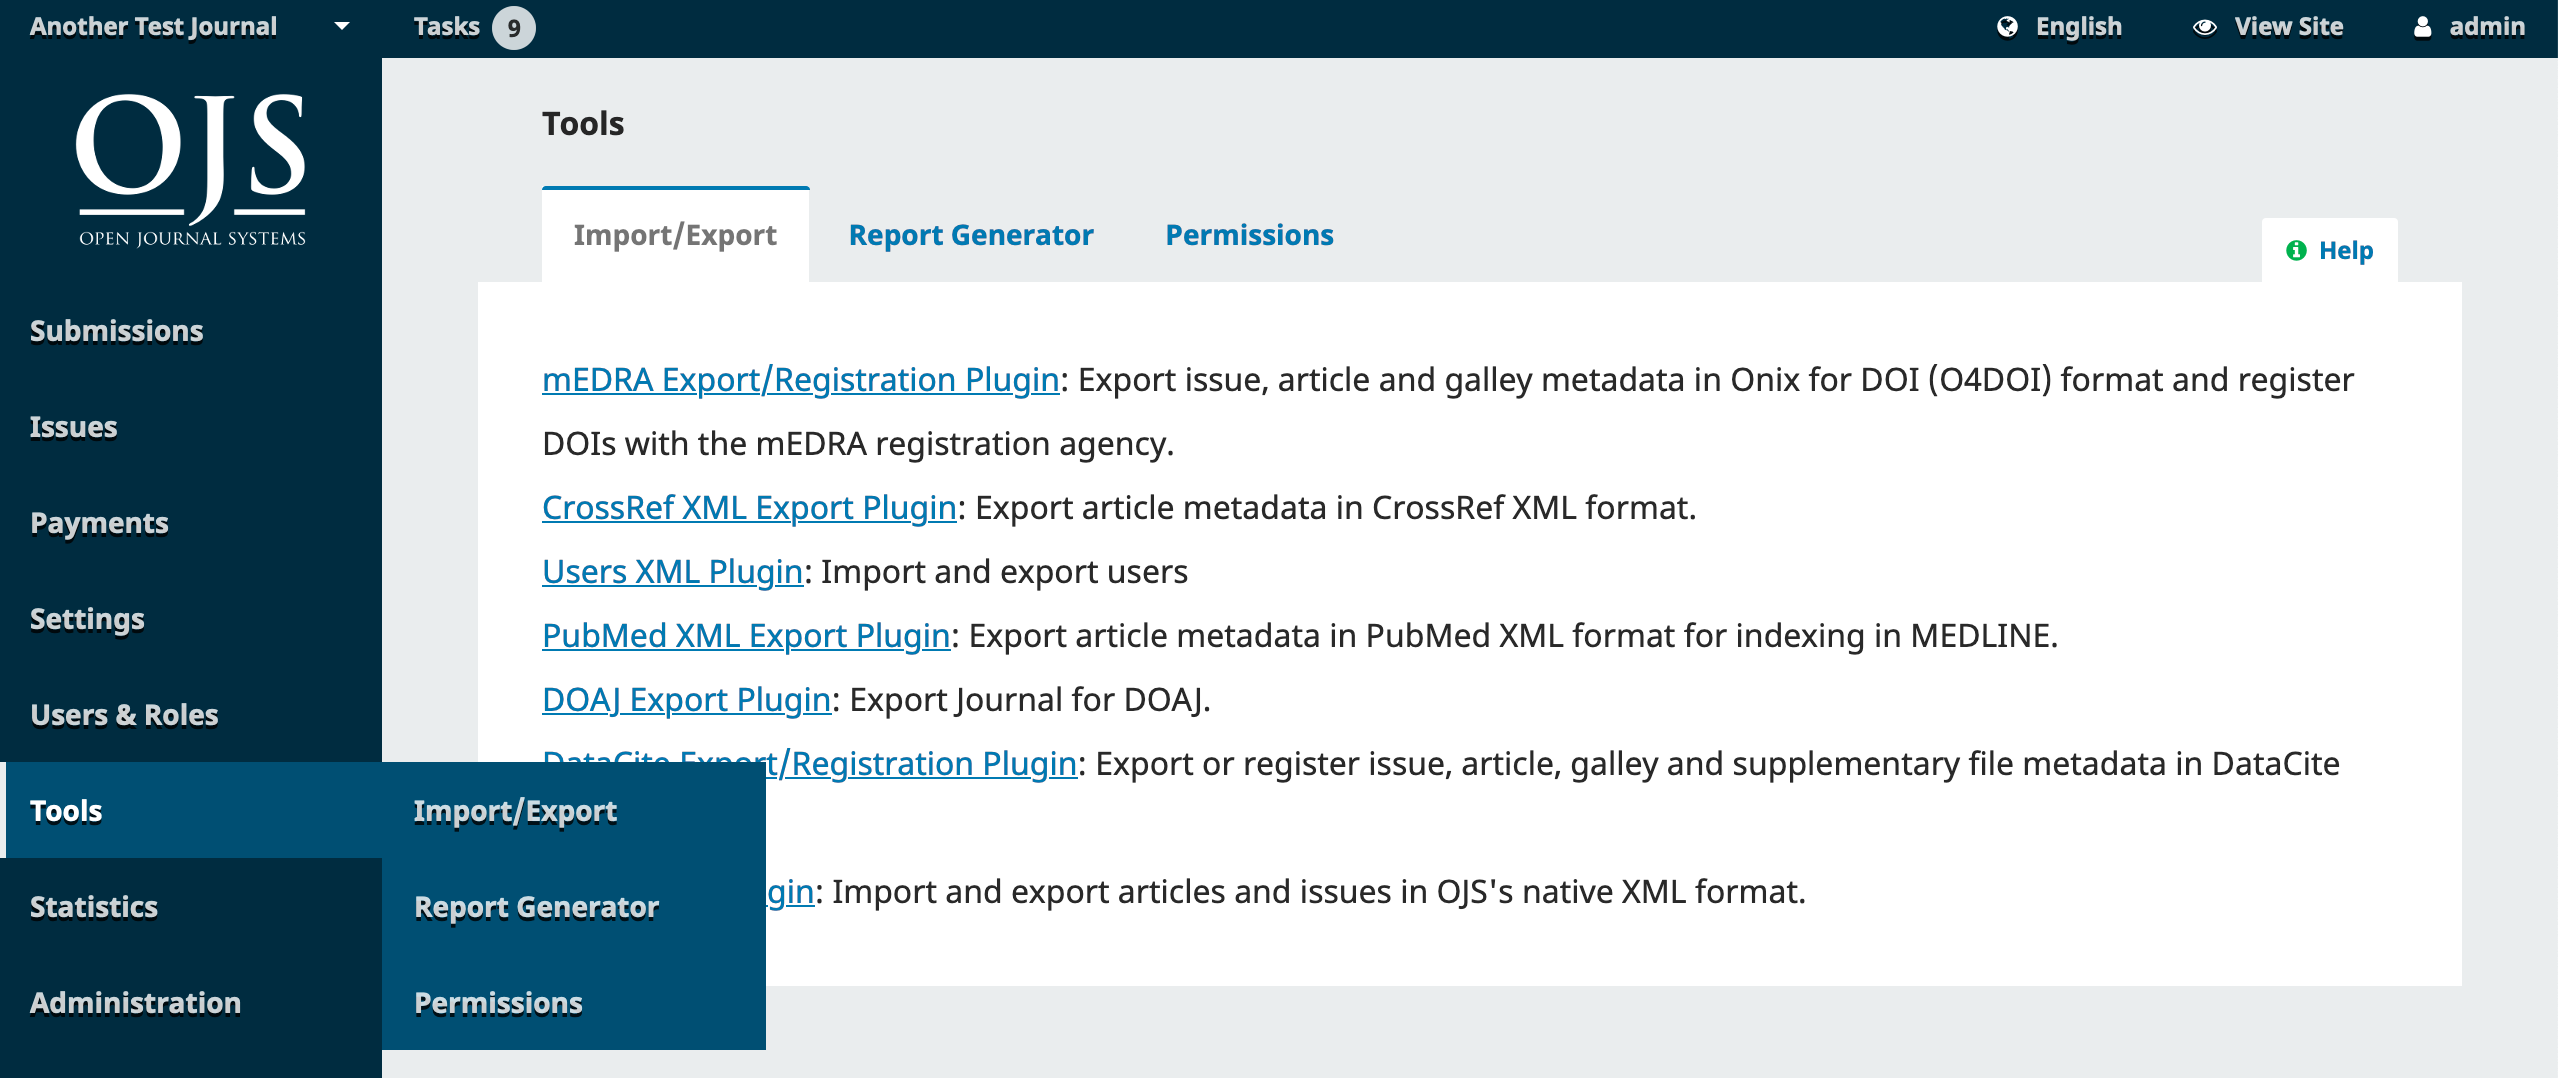 Another Test Journal
Tasks 9
English
View Site
admin
OJS
OPEN JOURNAL SYSTEMS
Submissions
Issues
Payments
Settings
Users & Roles
Tools
Statistics
Administration
Import/Export
Report Generator
Permissions
Tools
Import/Export
Report Generator
Permissions
Help
mEDRA Export/Registration Plugin: Export issue, article and galley metadata in Onix for DOI (O4DOI) format and register
DOIs with the mEDRA registration agency.
CrossRef XML Export Plugin: Export article metadata in CrossRef XML format.
Users XML Plugin: Import and export users
PubMed XML Export Plugin: Export article metadata in PubMed XML format for indexing in MEDLINE.
DOAJ Export Plugin: Export Journal for DOAJ.
DataCite Export/Registration Plugin: Export or register issue, article, galley and supplementary file metadata in DataCite
gin: Import and export articles and issues in OJS's native XML format.